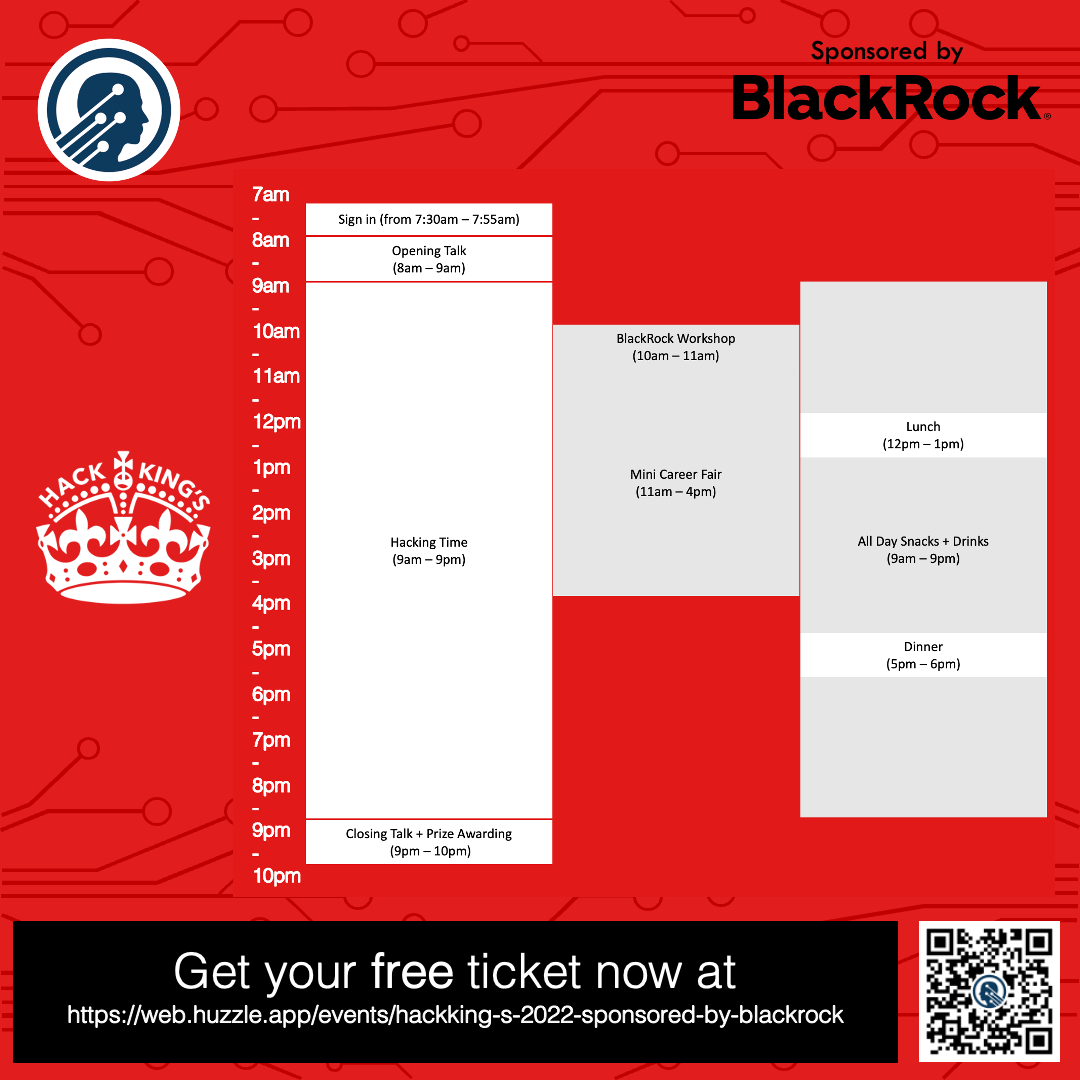 Sponsored by
BlackRock®
7am
-
8am
-
9am
-
10am
-
11am
-
12pm
-
1pm
-
2pm
-
3pm
-
4pm
-
5pm
-
6pm
-
7pm
-
8pm
-
9pm
-
10pm
Sign in (from 7:30am – 7:55am)
Opening Talk
(8am – 9am)
Hacking Time
(9am – 9pm)
Closing Talk + Prize Awarding
(9pm – 10pm)
BlackRock Workshop
(10am – 11am)
Mini Career Fair
(11am – 4pm)
Lunch
(12pm – 1pm)
All Day Snacks + Drinks
(9am – 9pm)
Dinner
(5pm – 6pm)
HACK KING'S
Get your free ticket now at
https://web.huzzle.app/events/hackking-s-2022-sponsored-by-blackrock